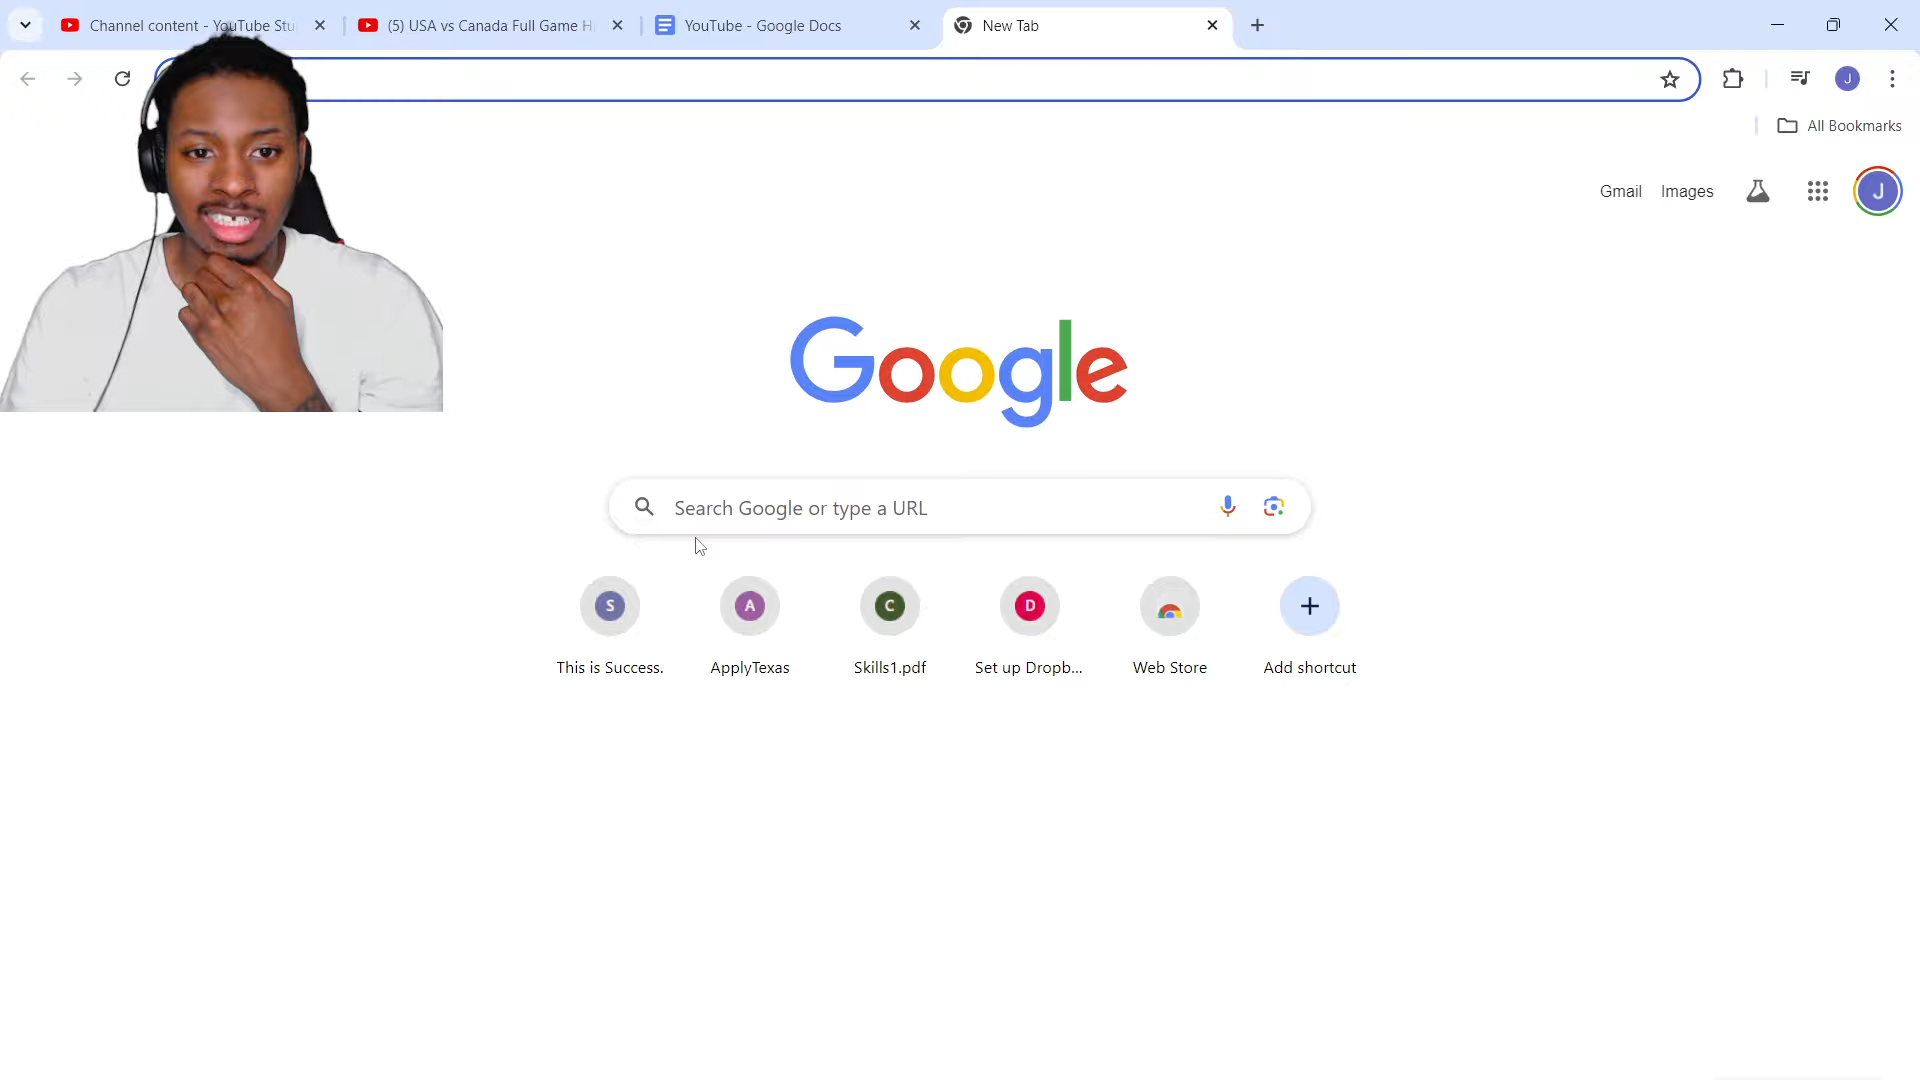 Channel content - YouTube Stu
(5) USA vs Canada Full Game H
YouTube - Google Docs
New Tab
J
All Bookmarks
Gmail
Images
J
Google
Search Google or type a URL
S
A
C
D
This is Success.
ApplyTexas
Skills1.pdf
Set up Dropb...
Web Store
Add shortcut